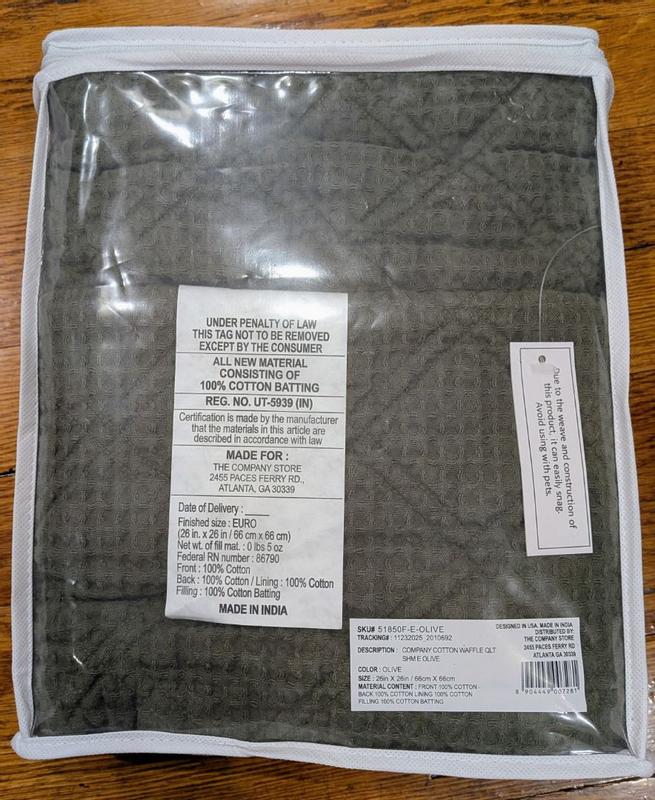 UNDER PENALTY OF LAW
THIS TAG NOT TO BE REMOVED
EXCEPT BY THE CONSUMER
ALL NEW MATERIAL
CONSISTING OF
100% COTTON BATTING
REG. NO. UT-5939 (IN)
Certification is made by the manufacturer
that the materials in this article are
described in accordance with law
MADE FOR :
THE COMPANY STORE
2455 PACES FERRY RD.,
ATLANTA, GA 30339
Date of Delivery : _____
Finished size : EURO
(26 in. x 26 in / 66 cm x 66 cm)
Net wt. of fill mat. : 0 lbs 5 oz
Federal RN number : 86790
Front : 100% Cotton
Back : 100% Cotton / Lining : 100% Cotton
Filling : 100% Cotton Batting
MADE IN INDIA
Due to the weave and construction of
this product, it can easily snag.
Avoid using with pets.
SKU# 51850F-E-OLIVE
TRACKING# : 11232025_2010692
DESCRIPTION : COMPANY COTTON WAFFLE QLT
SHM E OLIVE
COLOR : OLIVE
SIZE : 26in X 26in / 66cm X 66cm
MATERIAL CONTENT : FRONT 100% COTTON -
BACK 100% COTTON LINING 100% COTTON
FILLING 100% COTTON BATTING
DESIGNED IN USA. MADE IN INDIA
DISTRIBUTED BY:
THE COMPANY STORE
2455 PACES FERRY RD
ATLANTA GA 30339
8 904449 007281